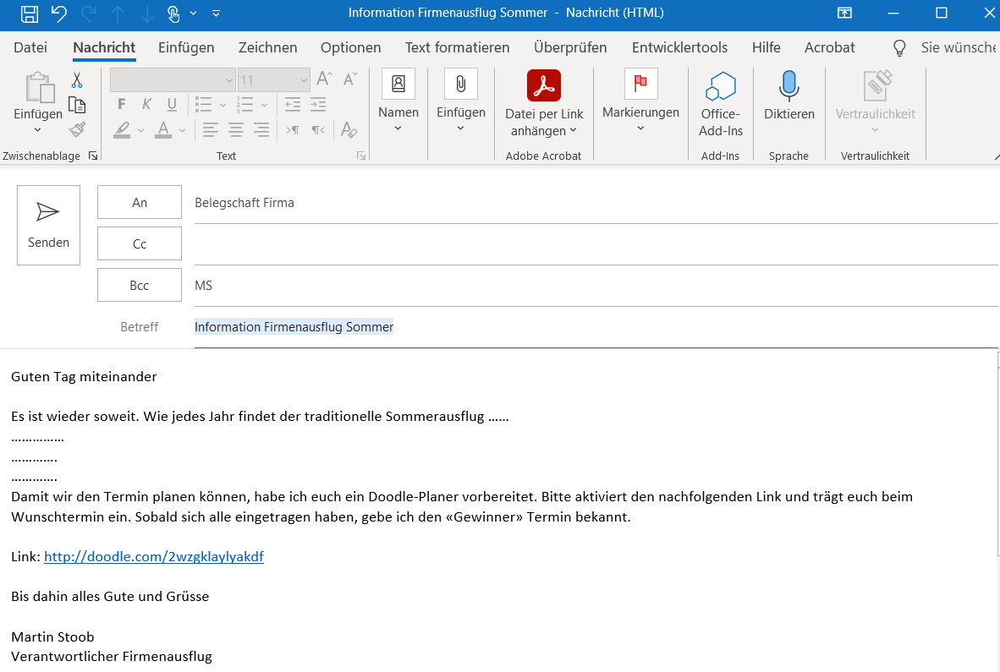 Information Firmenausflug Sommer - Nachricht (HTML)
Datei Nachricht Einfügen Zeichnen Optionen Text formatieren Überprüfen Entwicklertools Hilfe Acrobat Sie wünsche
11 A A
F K U
A
Einfügen
Namen
Einfügen
Datei per Link
anhängen
Markierungen
Office-
Add-Ins
Diktieren
Vertraulichkeit
Zwischenablage Text Adobe Acrobat Add-Ins Sprache Vertraulichkeit
Senden
An Belegschaft Firma
Cc
Bcc MS
Betreff Information Firmenausflug Sommer
Guten Tag miteinander
Es ist wieder soweit. Wie jedes Jahr findet der traditionelle Sommerausflug ……
……………
………….
………….
Damit wir den Termin planen können, habe ich euch ein Doodle-Planer vorbereitet. Bitte aktiviert den nachfolgenden Link und trägt euch beim
Wunschtermin ein. Sobald sich alle eingetragen haben, gebe ich den «Gewinner» Termin bekannt.
Link: http://doodle.com/2wzgklaylyakdf
Bis dahin alles Gute und Grüsse
Martin Stoob
Verantwortlicher Firmenausflug